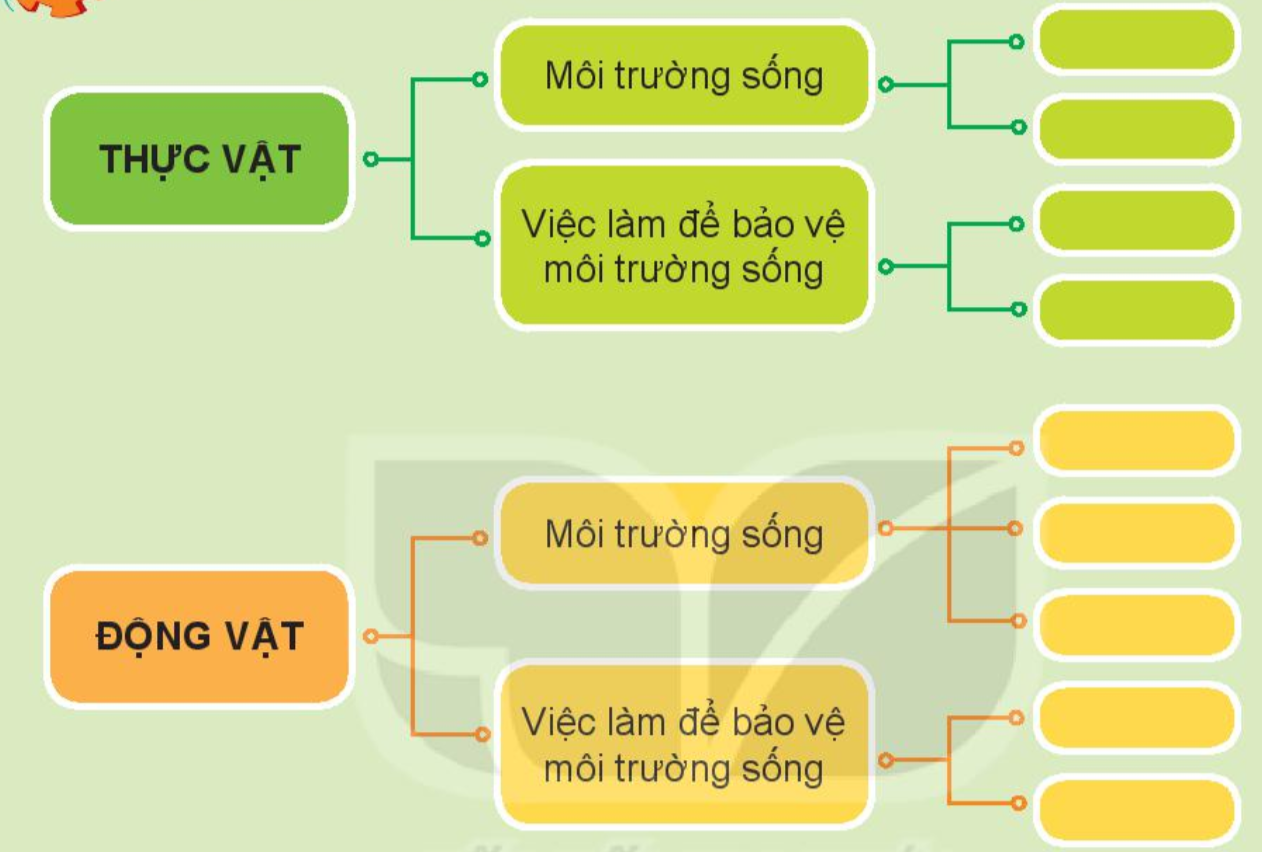 THỰC VẬT
Môi trường sống
Việc làm để bảo vệ
môi trường sống
ĐỘNG VẬT
Môi trường sống
Việc làm để bảo vệ
môi trường sống